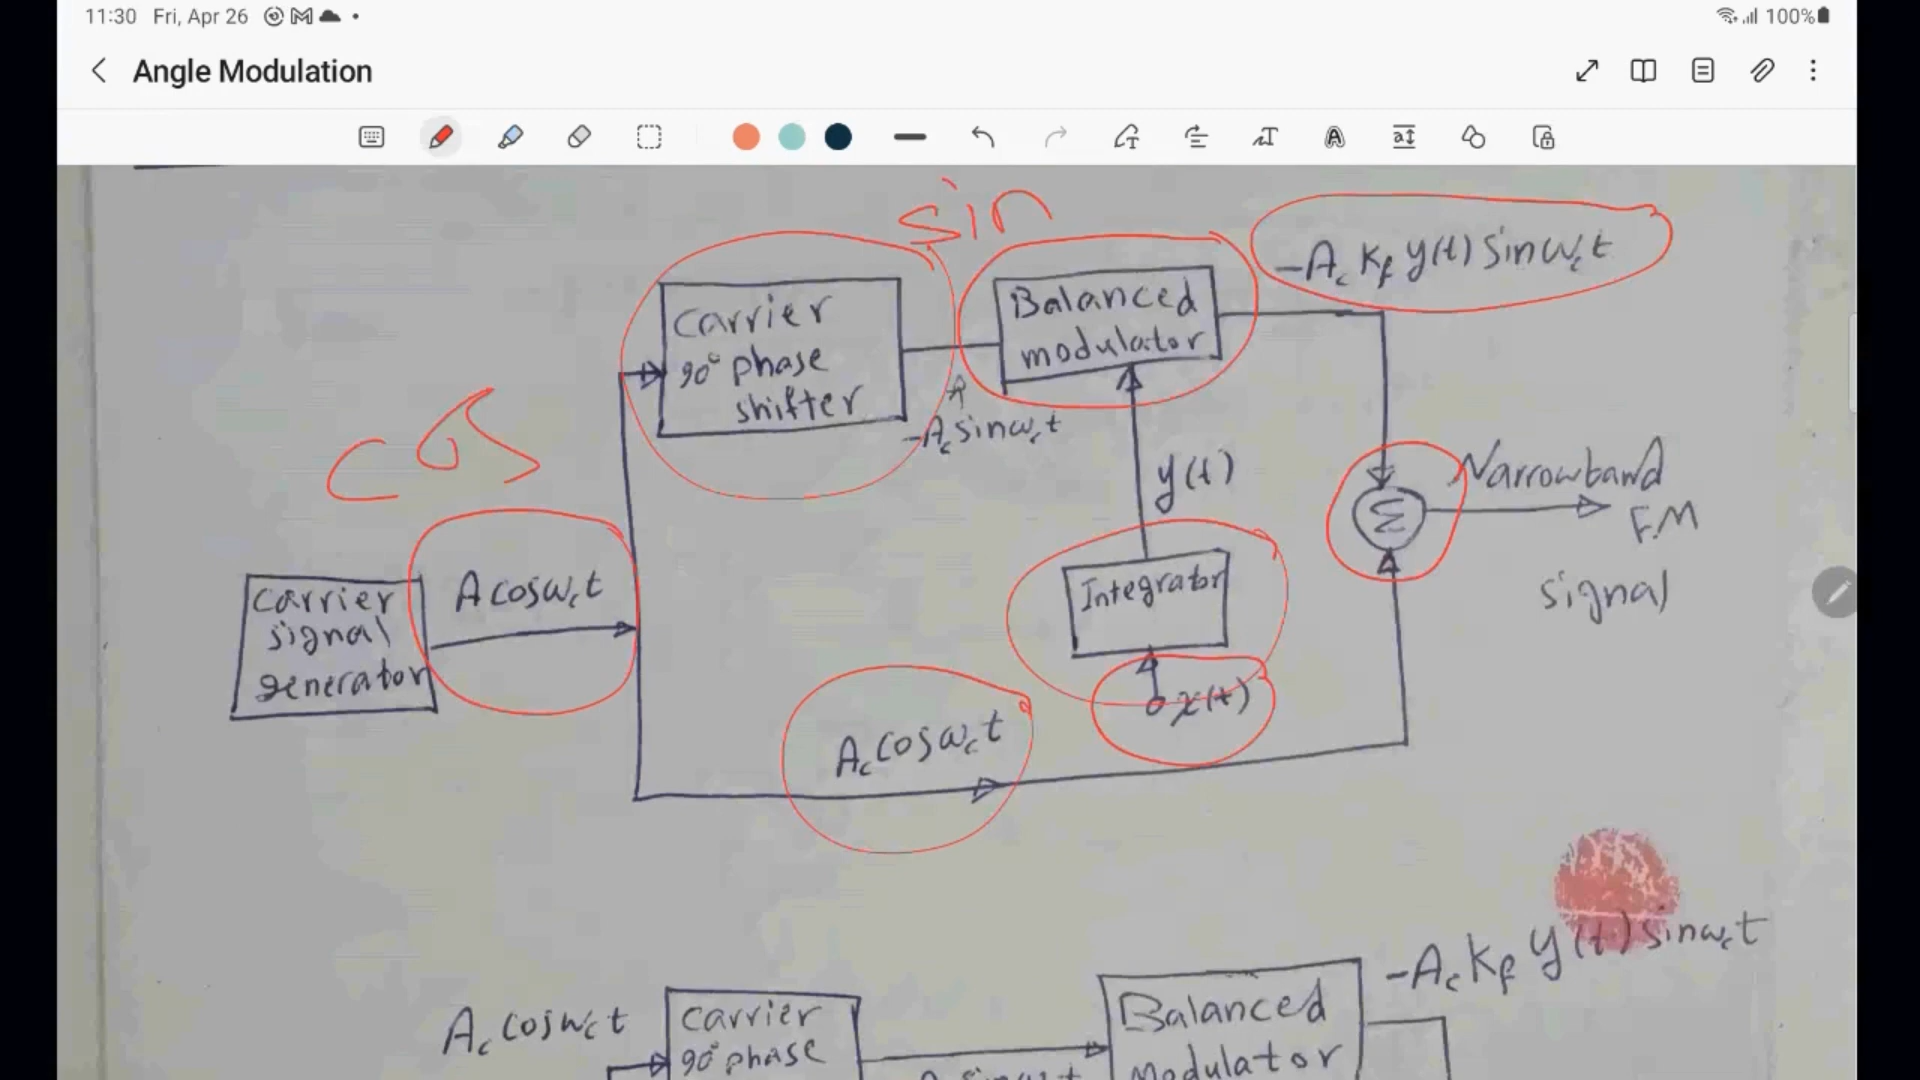 11:30 Fri, Apr 26
100%
Angle Modulation
sin
-A_c K_f y(t) sin ω_c t
Carrier
90° phase
shifter
Balanced
modulator
-A_c sin ω_c t
cos
y(t)
Narrowband
F.M
signal
Σ
Carrier
signal
generator
A cos ω_c t
Integrator
x(t)
A_c cos ω_c t
-A_c K_f y(t) sin ω_c t
A_c cos ω_c t
Carrier
90° phase
Balanced
Modulator